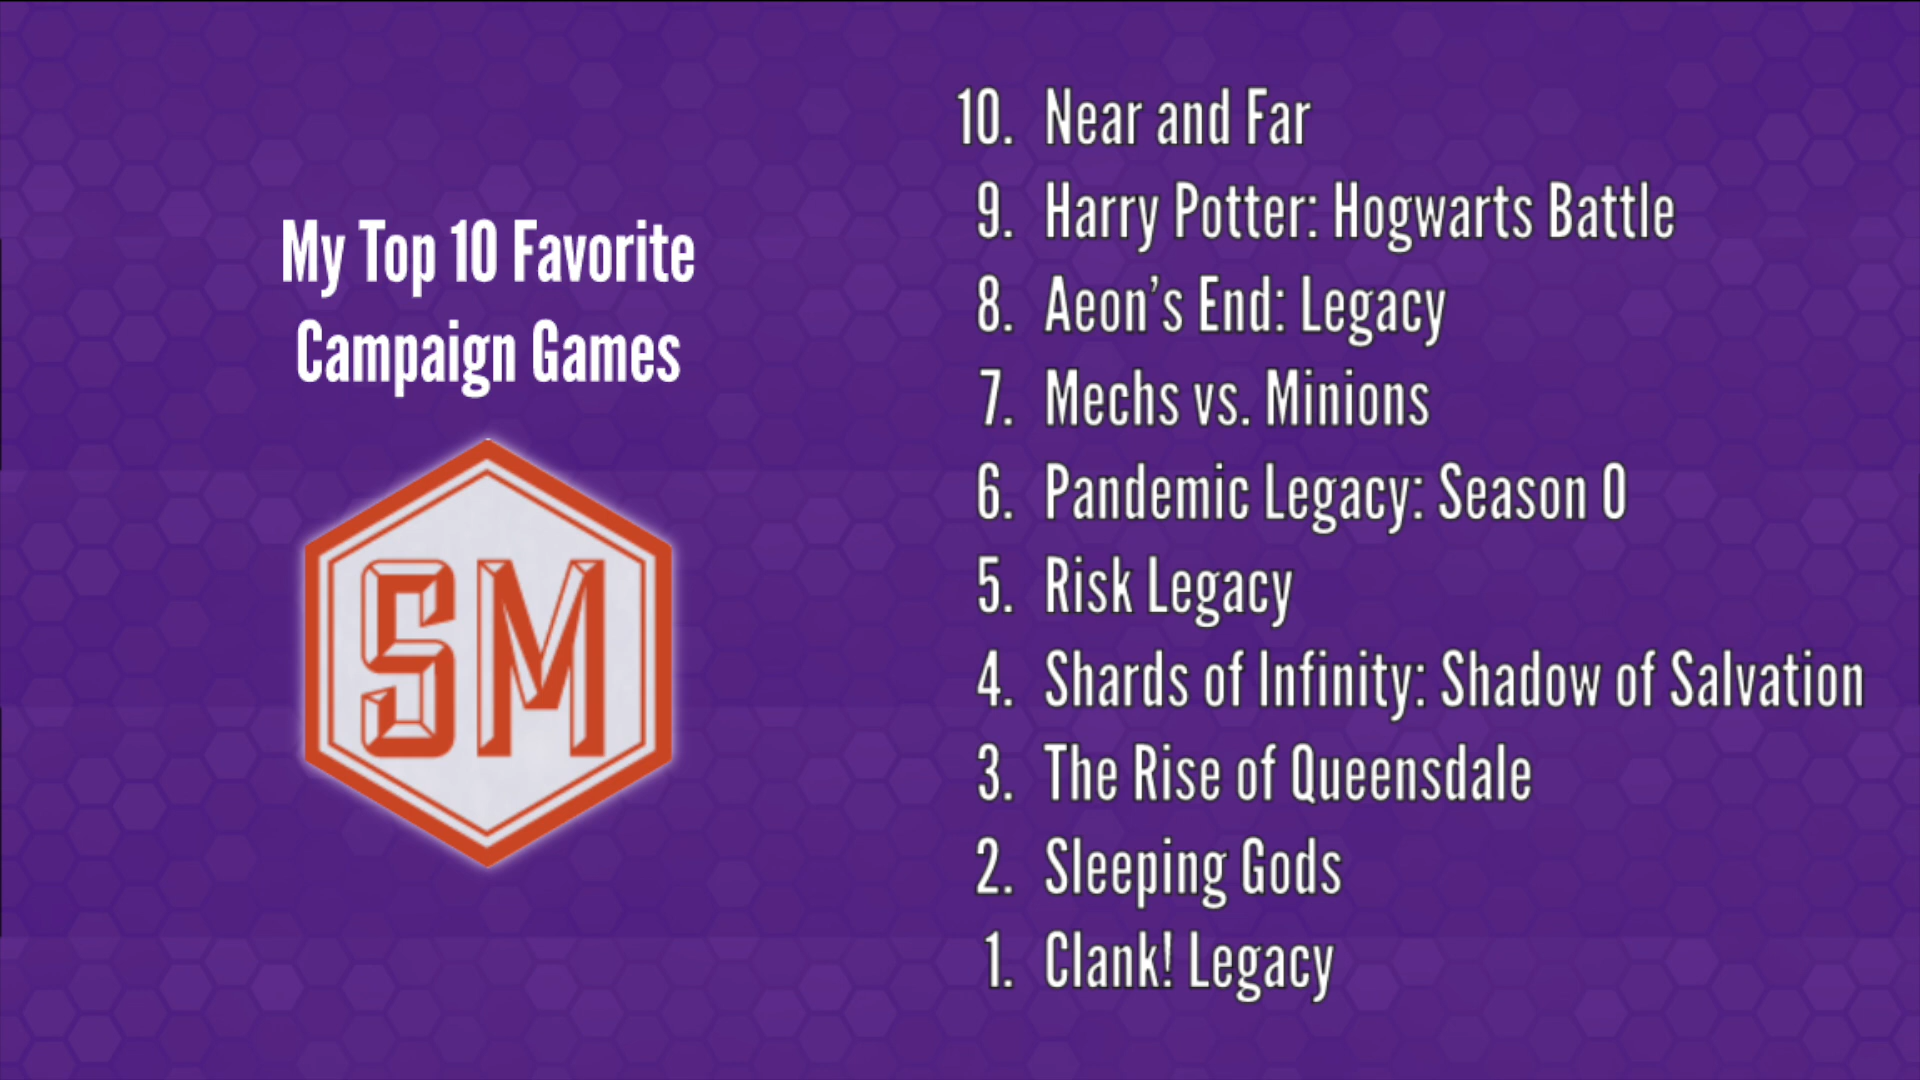 My Top 10 Favorite
Campaign Games
SM
10. Near and Far
9. Harry Potter: Hogwarts Battle
8. Aeon’s End: Legacy
7. Mechs vs. Minions
6. Pandemic Legacy: Season 0
5. Risk Legacy
4. Shards of Infinity: Shadow of Salvation
3. The Rise of Queensdale
2. Sleeping Gods
1. Clank! Legacy